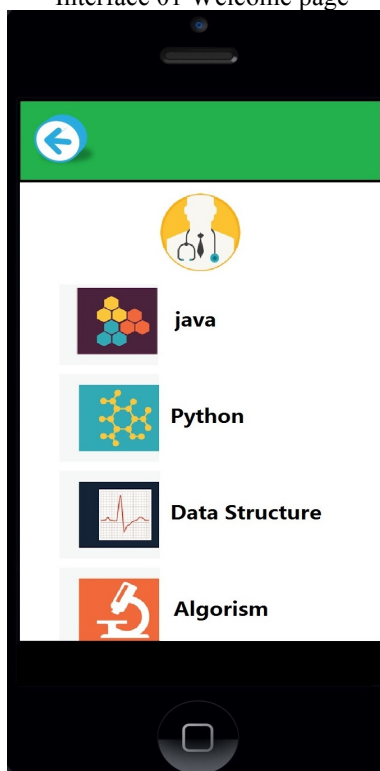 Interface 01 Welcome page
java
Python
Data Structure
Algorism